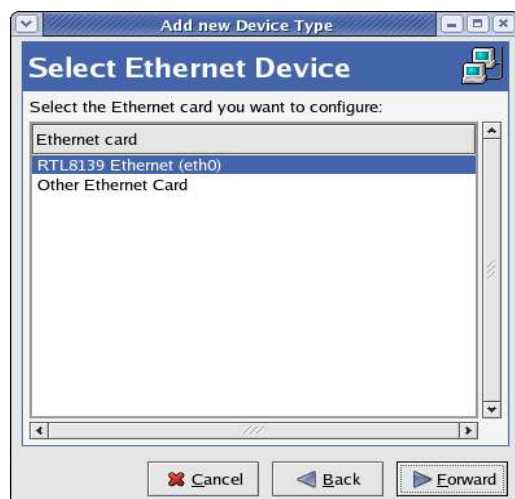 Add new Device Type
Select Ethernet Device
Select the Ethernet card you want to configure:
Ethernet card
RTL8139 Ethernet (eth0)
Other Ethernet Card
Cancel
Back
Forward